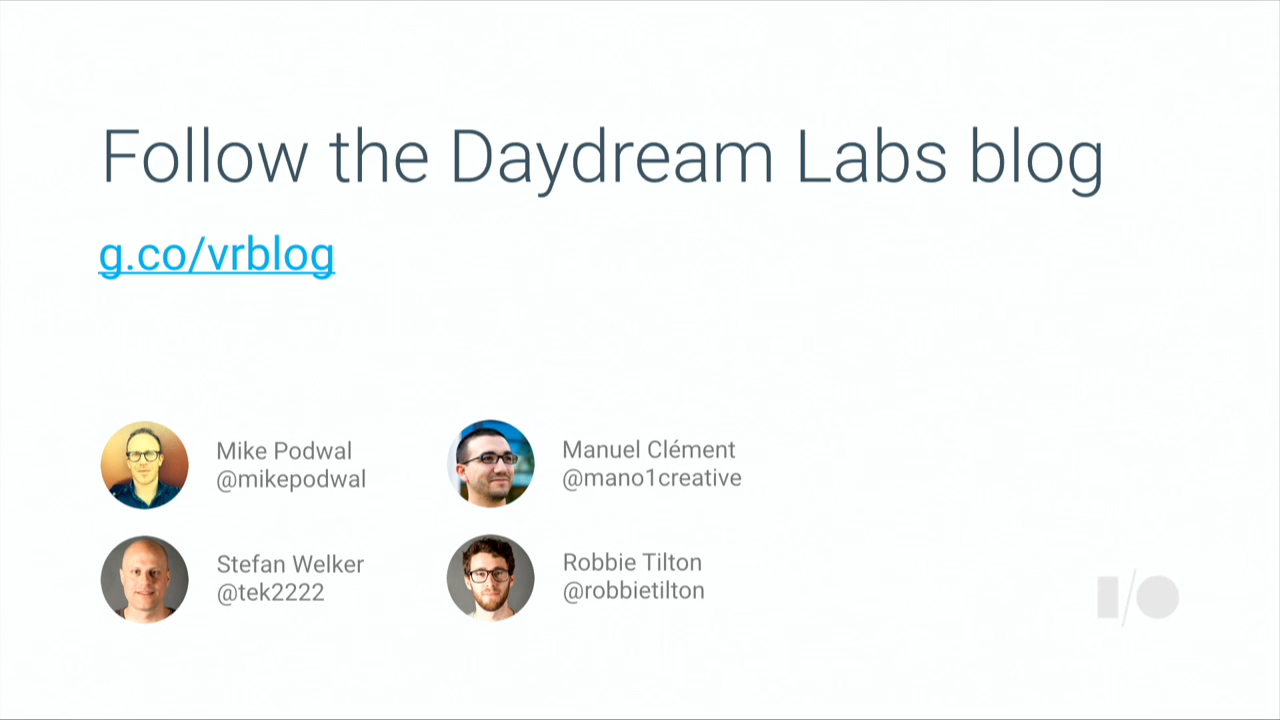 Follow the Daydream Labs blog
g.co/vrblog
Mike Podwal
@mikepodwal
Manuel Clément
@mano1creative
Stefan Welker
@tek2222
Robbie Tilton
@robbietilton
I/O